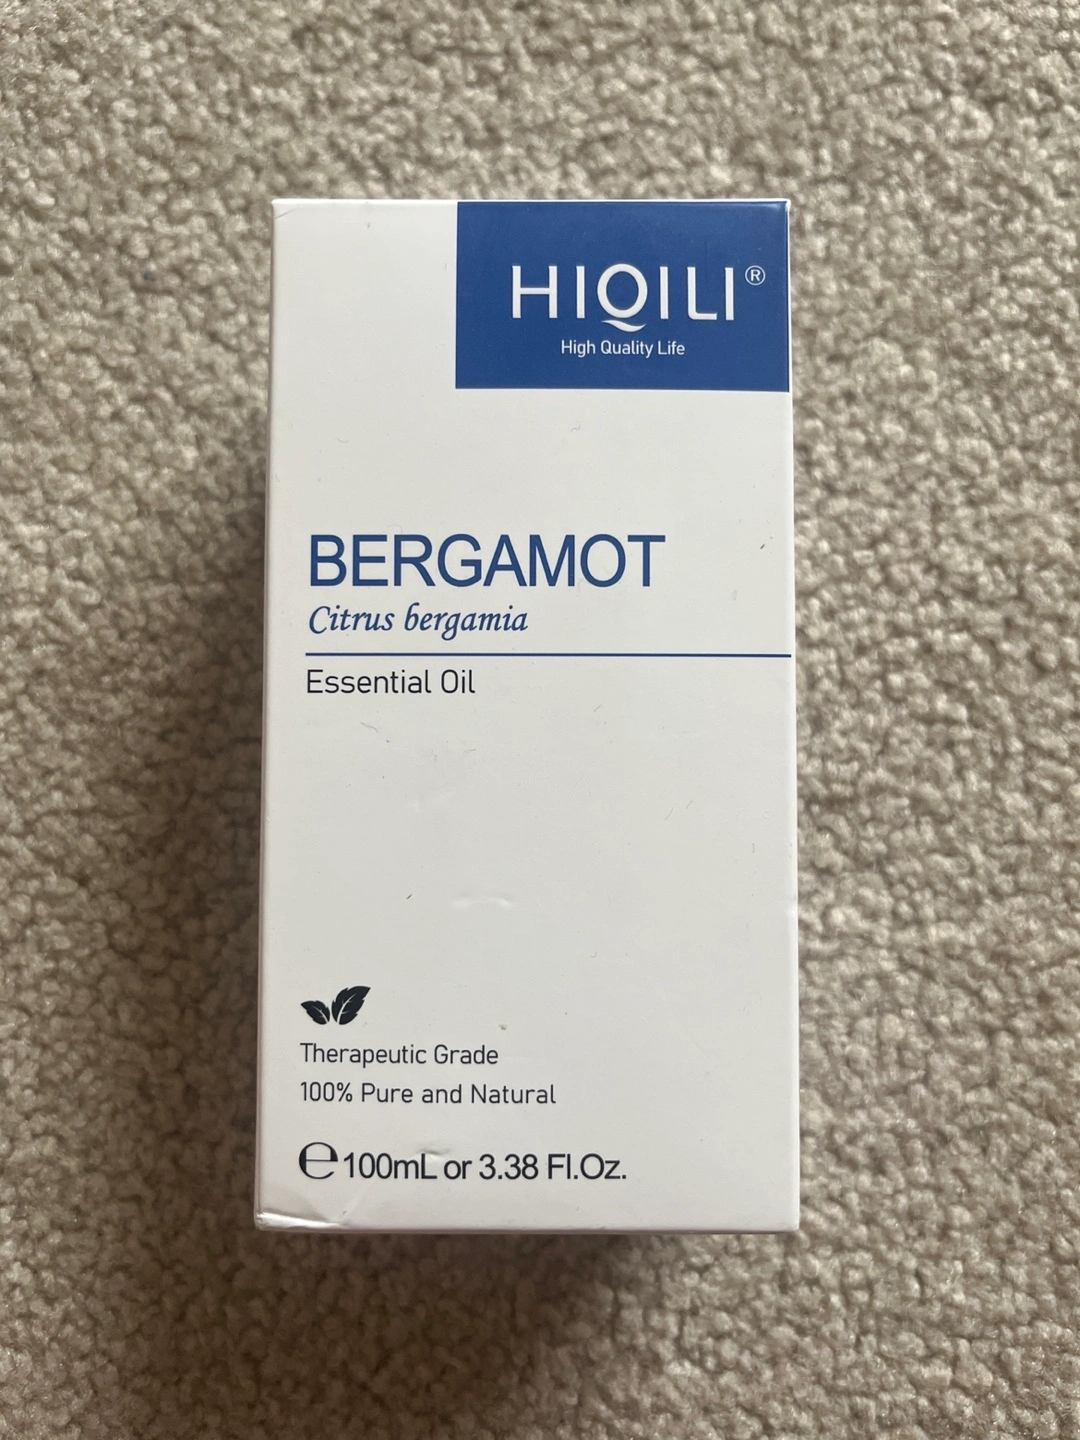 HIQILI®
High Quality Life
BERGAMOT
Citrus bergamia
Essential Oil
Therapeutic Grade
100% Pure and Natural
℮100mL or 3.38 Fl.Oz.